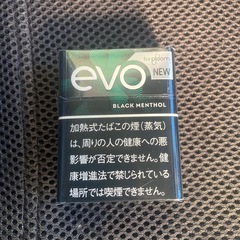 for ploom
evo
NEW
BLACK MENTHOL
加熱式たばこの煙(蒸気)
は、周りの人の健康への悪
影響が否定できません。健
康増進法で禁じられている
場所では喫煙できません。